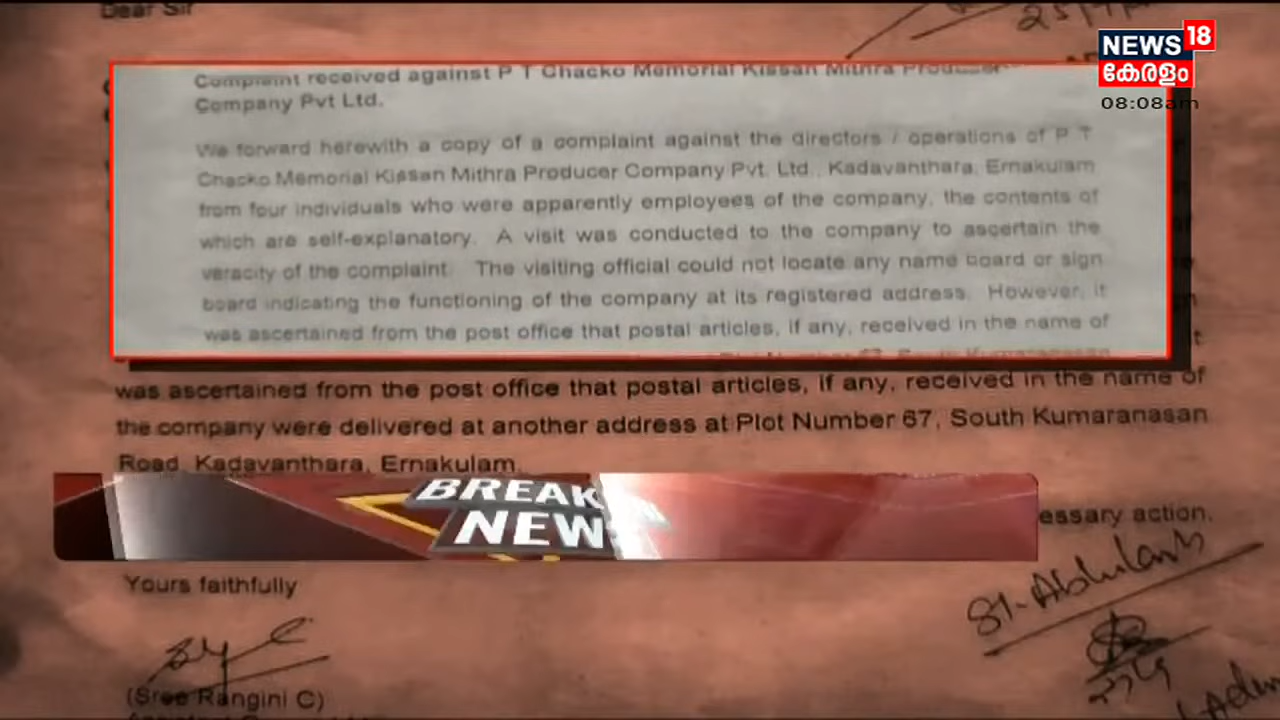 Dear Sir
NEWS 18
കേരളം
08:08am
Complaint received against P T Chacko Memorial Kissan Mithra Producer
Company Pvt Ltd.
We forward herewith a copy of a complaint against the directors / operations of P T
Chacko Memorial Kissan Mithra Producer Company Pvt. Ltd., Kadavanthara, Ernakulam
from four individuals who were apparently employees of the company, the contents of
which are self-explanatory. A visit was conducted to the company to ascertain the
veracity of the complaint. The visiting official could not locate any name board or sign
board indicating the functioning of the company at its registered address. However, it
was ascertained from the post office that postal articles, if any, received in the name of
was ascertained from the post office that postal articles, if any, received in the name of
the company were delivered at another address at Plot Number 67, South Kumaranasan
Road, Kadavanthara, Ernakulam.
BREAK
NEW
essary action.
Yours faithfully
(Sree Rangini C)